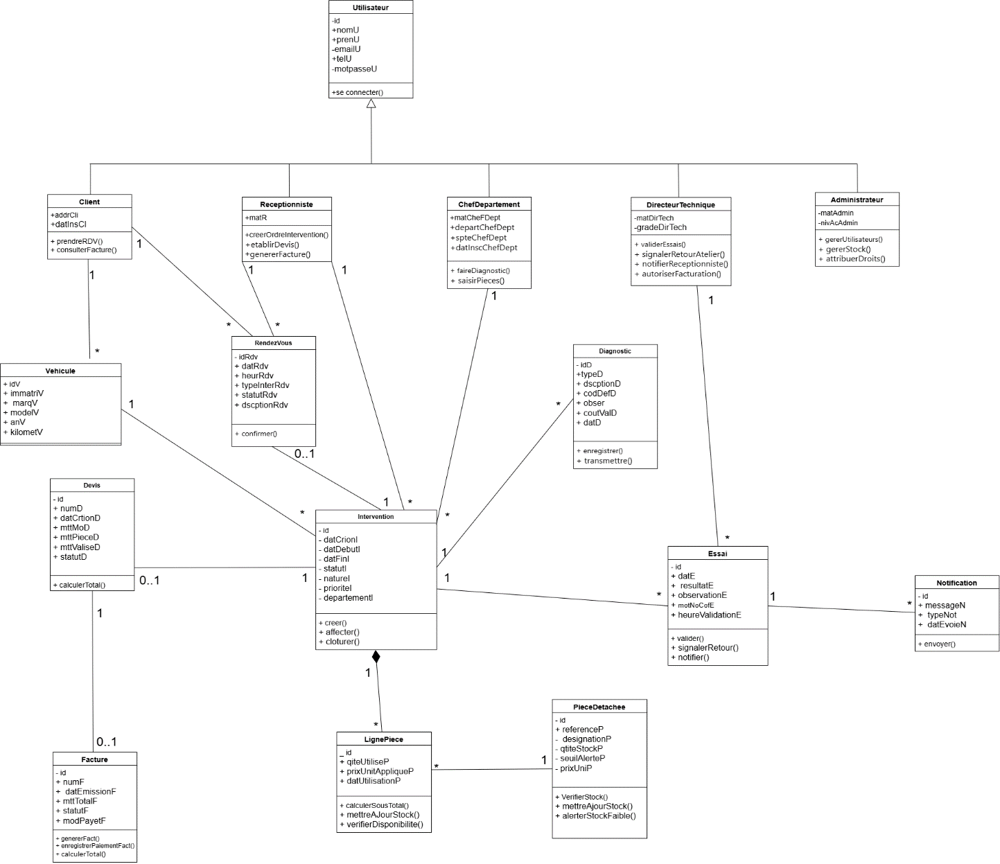 Utilisateur
-id
+nomU
+prenU
-emailU
+telU
-motpasseU
+se connecter()
Client
+addrCli
+datInsCl
+ prendreRDV()
+ consulterFacture()
Receptionniste
+matR
+creerOrdreIntervention()
+etablirDevis()
+genererFacture()
ChefDepartement
+matCheFDept
+departChefDept
+spteChefDept
+datInscChefDept
+ faireDiagnostic()
+ saisirPieces()
DirecteurTechnique
-matDirTech
-gradeDirTech
+ validerEssais()
+ signalerRetourAtelier()
+ notifierReceptionniste()
+ autoriserFacturation()
Administrateur
-matAdmin
-nivAcAdmin
+ gererUtilisateurs()
+ gererStock()
+ attribuerDroits()
1
1
1
1
1
1
*
*
*
Vehicule
+ idV
+ immatriV
+ marqV
+ modelV
+ anV
+ kilometV
1
RendezVous
- idRdv
+ datRdv
+ heurRdv
+ typeInterRdv
+ statutRdv
+ dscptionRdv
+ confirmer()
0..1
Diagnostic
- idD
+typeD
+ dscptionD
+ codDefD
+ obser
+ coutValD
+ datD
+ enregistrer()
+ transmettre()
*
Devis
- id
+ numD
+ datCrtionD
+ mttMoD
+ mttPieceD
+ mttValiseD
+ statutD
+ calculerTotal()
0..1
1
*
1
*
*
1
1
1
Intervention
- id
- datCrionI
- datDebutI
- datFinI
- statutI
- natureI
- prioriteI
- departementI
+ creer()
+ affecter()
+ cloturer()
*
*
Essai
- id
+ datE
+ resultatE
+ observationE
+ motNoCofE
+ heureValidationE
+ valider()
+ signalerRetour()
+ notifier()
1
*
Notification
- id
+ messageN
+ typeNot
+ datEvoieN
+ envoyer()
1
*
0..1
Facture
- id
+ numF
+ datEmissionF
+ mttTotalF
+ statutF
+ modPayetF
+ genererFact()
+ enregistrerPaiementFact()
+ calculerTotal()
LignePiece
_ id
+ qiteUtiliseP
+ prixUnitAppliqueP
+ datUtilisationP
+ calculerSousTotal()
+ mettreAJourStock()
+ verifierDisponibilite()
*
1
PieceDetachee
- id
+ referenceP
- designationP
- qtiteStockP
- seuilAlerteP
- prixUniP
+ VerifierStock()
+ mettreAjourStock()
+ alerterStockFaible()